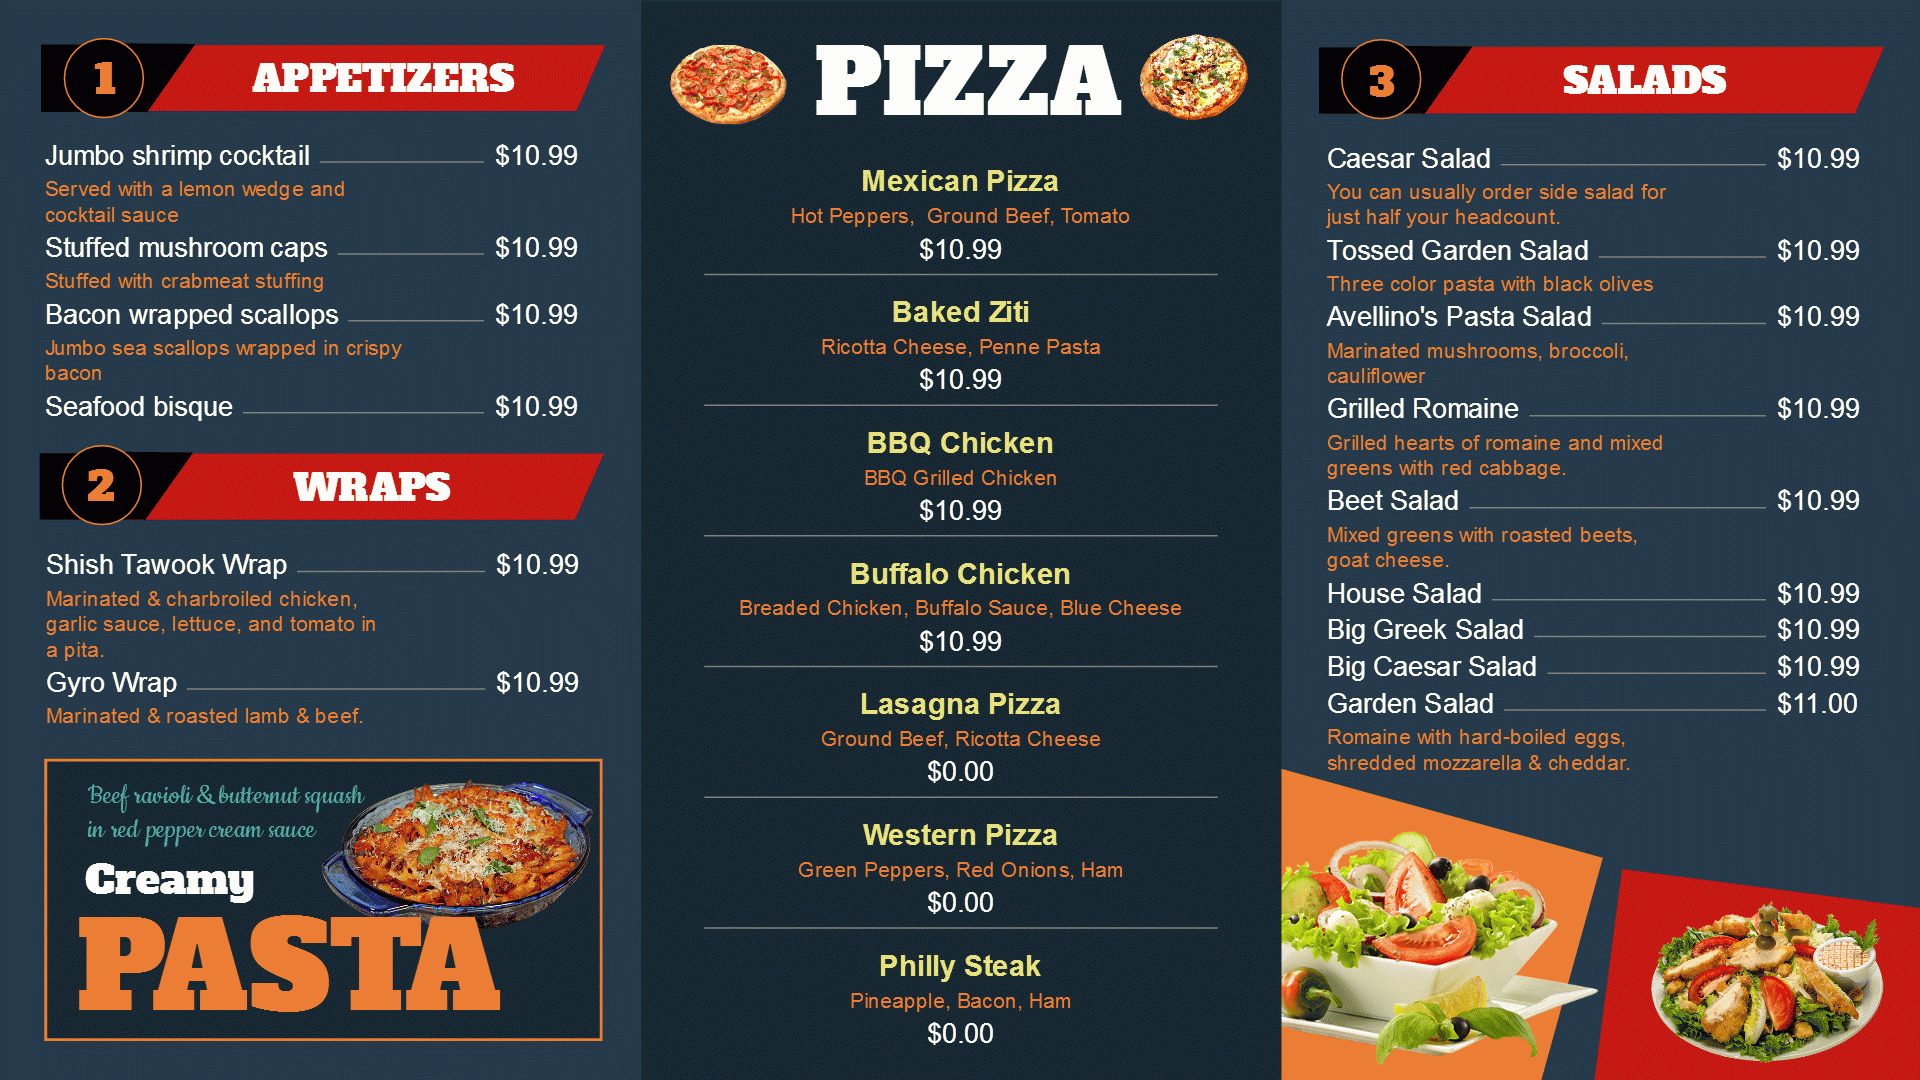 1
APPETIZERS
Jumbo shrimp cocktail $10.99
Served with a lemon wedge and
cocktail sauce
Stuffed mushroom caps $10.99
Stuffed with crabmeat stuffing
Bacon wrapped scallops $10.99
Jumbo sea scallops wrapped in crispy
bacon
Seafood bisque $10.99
2
WRAPS
Shish Tawook Wrap $10.99
Marinated & charbroiled chicken,
garlic sauce, lettuce, and tomato in
a pita.
Gyro Wrap $10.99
Marinated & roasted lamb & beef.
Beef ravioli & butternut squash
in red pepper cream sauce
Creamy
PASTA
PIZZA
Mexican Pizza
Hot Peppers, Ground Beef, Tomato
$10.99
Baked Ziti
Ricotta Cheese, Penne Pasta
$10.99
BBQ Chicken
BBQ Grilled Chicken
$10.99
Buffalo Chicken
Breaded Chicken, Buffalo Sauce, Blue Cheese
$10.99
Lasagna Pizza
Ground Beef, Ricotta Cheese
$0.00
Western Pizza
Green Peppers, Red Onions, Ham
$0.00
Philly Steak
Pineapple, Bacon, Ham
$0.00
3
SALADS
Caesar Salad $10.99
You can usually order side salad for
just half your headcount.
Tossed Garden Salad $10.99
Three color pasta with black olives
Avellino's Pasta Salad $10.99
Marinated mushrooms, broccoli,
cauliflower
Grilled Romaine $10.99
Grilled hearts of romaine and mixed
greens with red cabbage.
Beet Salad $10.99
Mixed greens with roasted beets,
goat cheese.
House Salad $10.99
Big Greek Salad $10.99
Big Caesar Salad $10.99
Garden Salad $11.00
Romaine with hard-boiled eggs,
shredded mozzarella & cheddar.